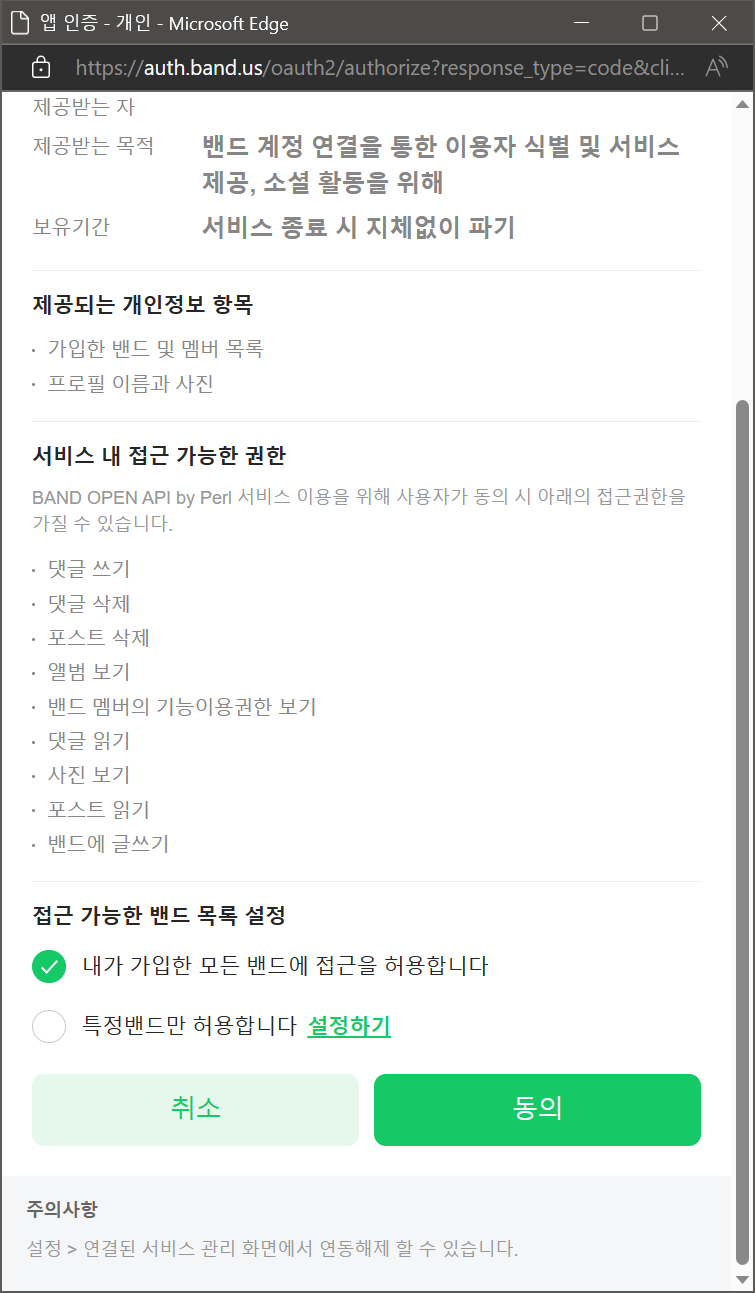 앱 인증 - 개인 - Microsoft Edge
https://auth.band.us/oauth2/authorize?response_type=code&cli...
제공받는 자
제공받는 목적 밴드 계정 연결을 통한 이용자 식별 및 서비스
제공, 소셜 활동을 위해
보유기간 서비스 종료 시 지체없이 파기
제공되는 개인정보 항목
· 가입한 밴드 및 멤버 목록
· 프로필 이름과 사진
서비스 내 접근 가능한 권한
BAND OPEN API by Perl 서비스 이용을 위해 사용자가 동의 시 아래의 접근권한을
가질 수 있습니다.
· 댓글 쓰기
· 댓글 삭제
· 포스트 삭제
· 앨범 보기
· 밴드 멤버의 기능이용권한 보기
· 댓글 읽기
· 사진 보기
· 포스트 읽기
· 밴드에 글쓰기
접근 가능한 밴드 목록 설정
내가 가입한 모든 밴드에 접근을 허용합니다
특정밴드만 허용합니다 설정하기
취소 동의
주의사항
설정 > 연결된 서비스 관리 화면에서 연동해제 할 수 있습니다.